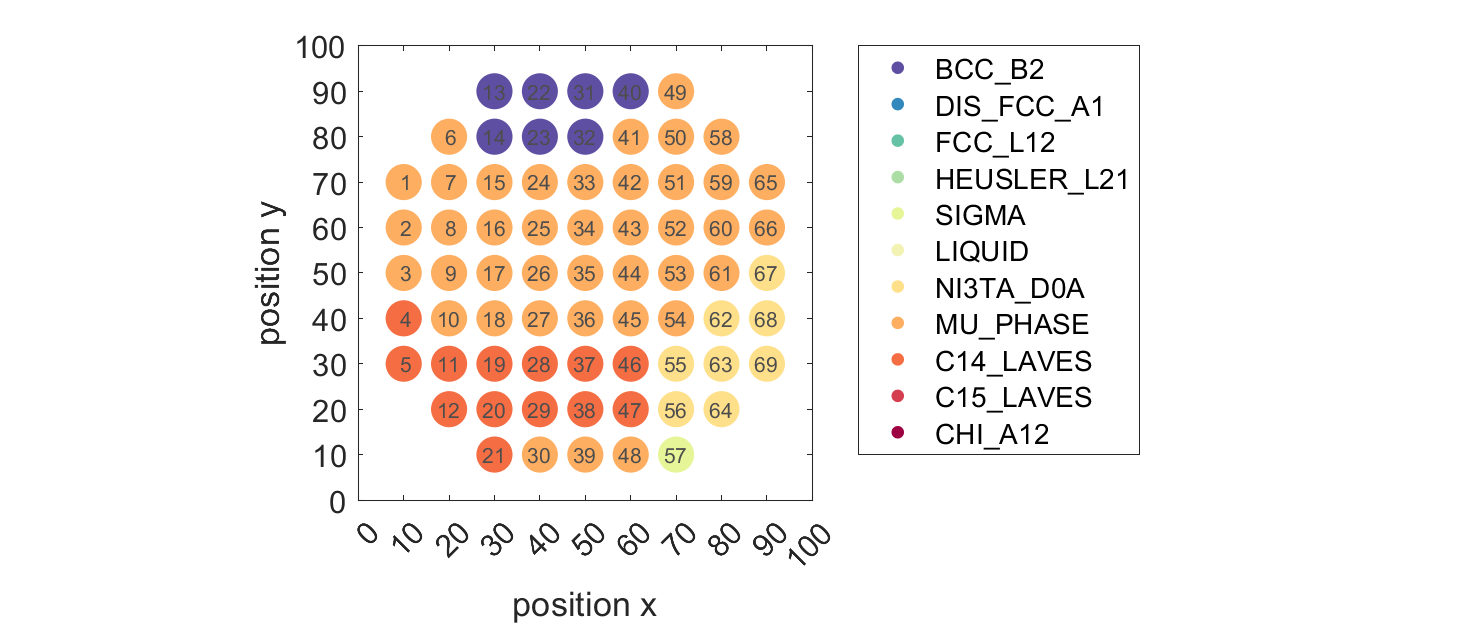 100
90 13 22 31 40 49
80 6 14 23 32 41 50 58
70 1 7 15 24 33 42 51 59 65
60 2 8 16 25 34 43 52 60 66
50 3 9 17 26 35 44 53 61 67
40 4 10 18 27 36 45 54 62 68
30 5 11 19 28 37 46 55 63 69
20 12 20 29 38 47 56 64
10 21 30 39 48 57
0
position y
0 10 20 30 40 50 60 70 80 90 100
position x
BCC_B2
DIS_FCC_A1
FCC_L12
HEUSLER_L21
SIGMA
LIQUID
NI3TA_D0A
MU_PHASE
C14_LAVES
C15_LAVES
CHI_A12